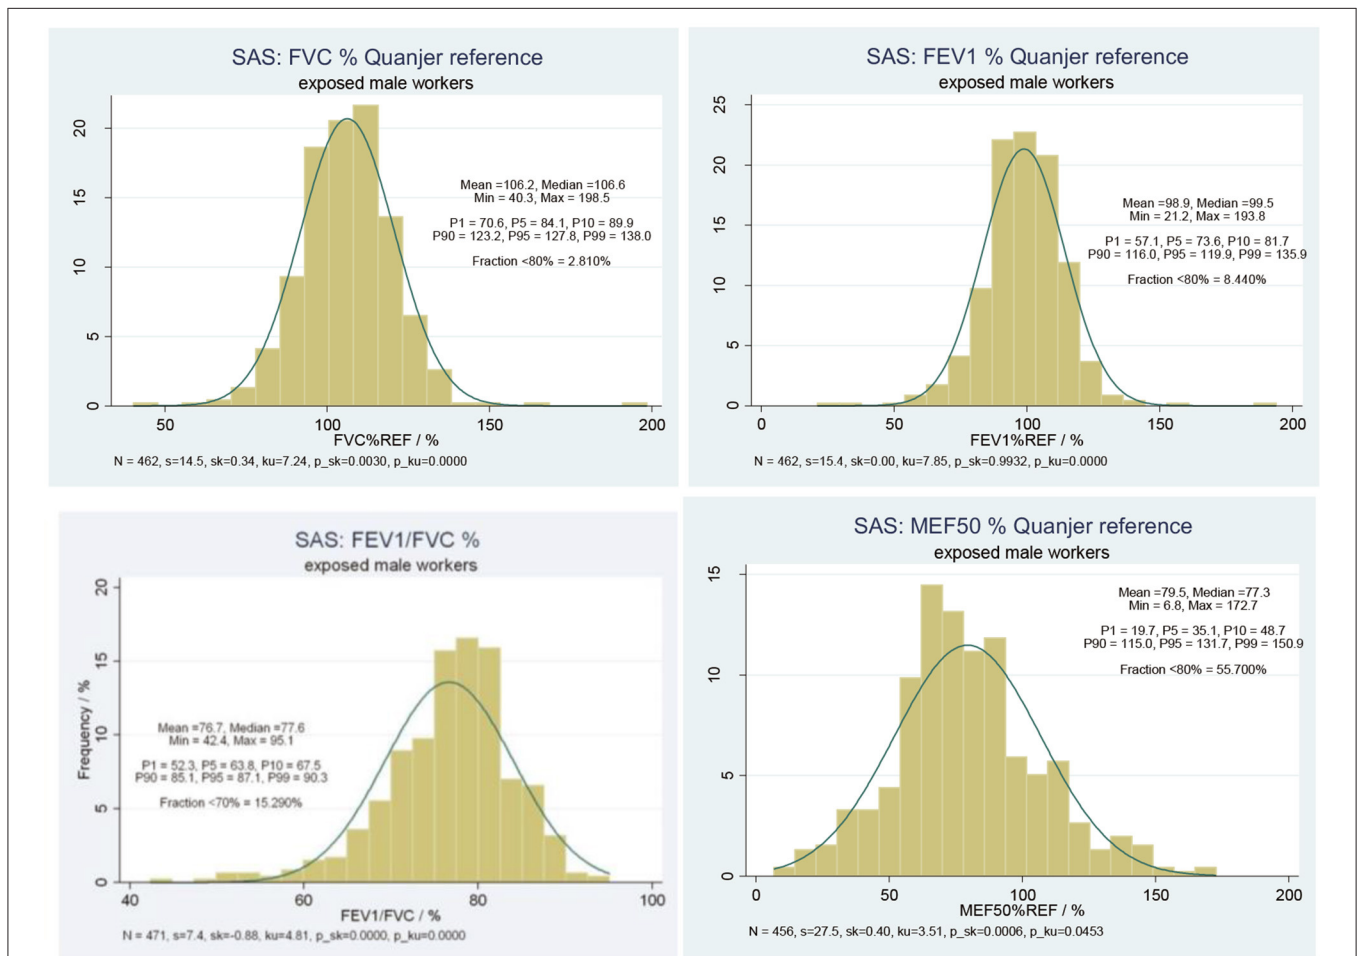 SAS: FVC % Quanjer reference
exposed male workers
20
15
10
5
0
Mean =106.2, Median =106.6
Min = 40.3, Max = 198.5
P1 = 70.6, P5 = 84.1, P10 = 89.9
P90 = 123.2, P95 = 127.8, P99 = 138.0
Fraction <80% = 2.810%
50 100 150 200
FVC%REF / %
N = 462, s=14.5, sk=0.34, ku=7.24, p_sk=0.0030, p_ku=0.0000
SAS: FEV1 % Quanjer reference
exposed male workers
25
20
15
10
5
0
Mean =98.9, Median =99.5
Min = 21.2, Max = 193.8
P1 = 57.1, P5 = 73.6, P10 = 81.7
P90 = 116.0, P95 = 119.9, P99 = 135.9
Fraction <80% = 8.440%
0 50 100 150 200
FEV1%REF / %
N = 462, s=15.4, sk=0.00, ku=7.85, p_sk=0.9932, p_ku=0.0000
SAS: FEV1/FVC %
exposed male workers
Frequency / %
20
15
10
5
0
Mean =76.7, Median =77.6
Min = 42.4, Max = 95.1
P1 = 52.3, P5 = 63.8, P10 = 67.5
P90 = 85.1, P95 = 87.1, P99 = 90.3
Fraction <70% = 15.290%
40 60 80 100
FEV1/FVC / %
N = 471, s=7.4, sk=-0.88, ku=4.81, p_sk=0.0000, p_ku=0.0000
SAS: MEF50 % Quanjer reference
exposed male workers
15
10
5
0
Mean =79.5, Median =77.3
Min = 6.8, Max = 172.7
P1 = 19.7, P5 = 35.1, P10 = 48.7
P90 = 115.0, P95 = 131.7, P99 = 150.9
Fraction <80% = 55.700%
0 50 100 150 200
MEF50%REF / %
N = 456, s=27.5, sk=0.40, ku=3.51, p_sk=0.0006, p_ku=0.0453